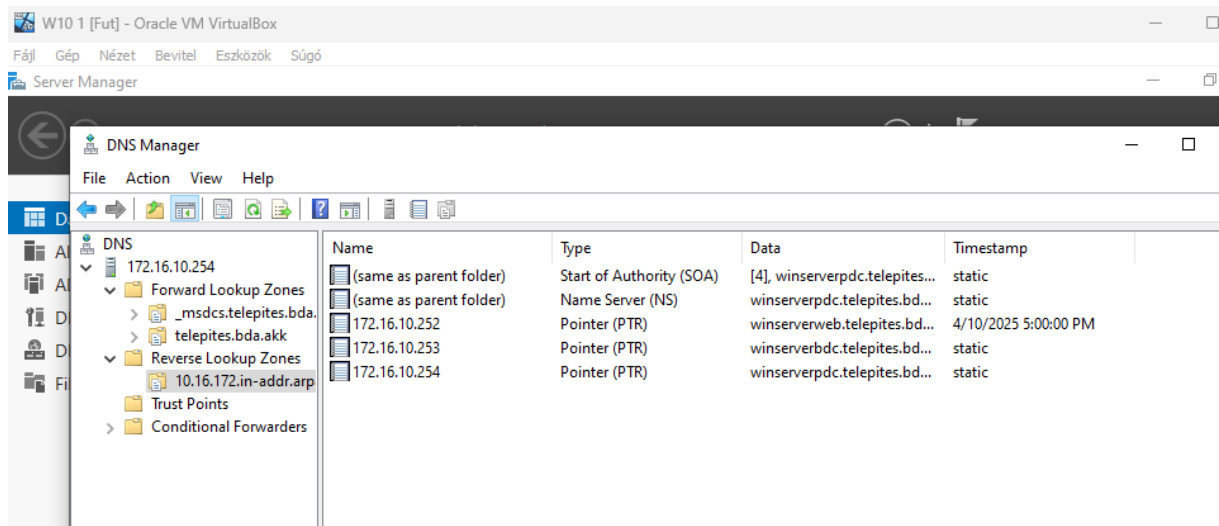 W10 1 [Fut] - Oracle VM VirtualBox
Fájl Gép Nézet Bevitel Eszközök Súgó
Server Manager
DNS Manager
File Action View Help
D
Al
Al
D
D
Fi
DNS
172.16.10.254
Forward Lookup Zones
_msdcs.telepites.bda.
telepites.bda.akk
Reverse Lookup Zones
10.16.172.in-addr.arp
Trust Points
Conditional Forwarders
Name Type Data Timestamp
(same as parent folder) Start of Authority (SOA) [4], winserverpdc.telepites... static
(same as parent folder) Name Server (NS) winserverpdc.telepites.bd... static
172.16.10.252 Pointer (PTR) winserverweb.telepites.bd... 4/10/2025 5:00:00 PM
172.16.10.253 Pointer (PTR) winserverbdc.telepites.bd... static
172.16.10.254 Pointer (PTR) winserverpdc.telepites.bd... static